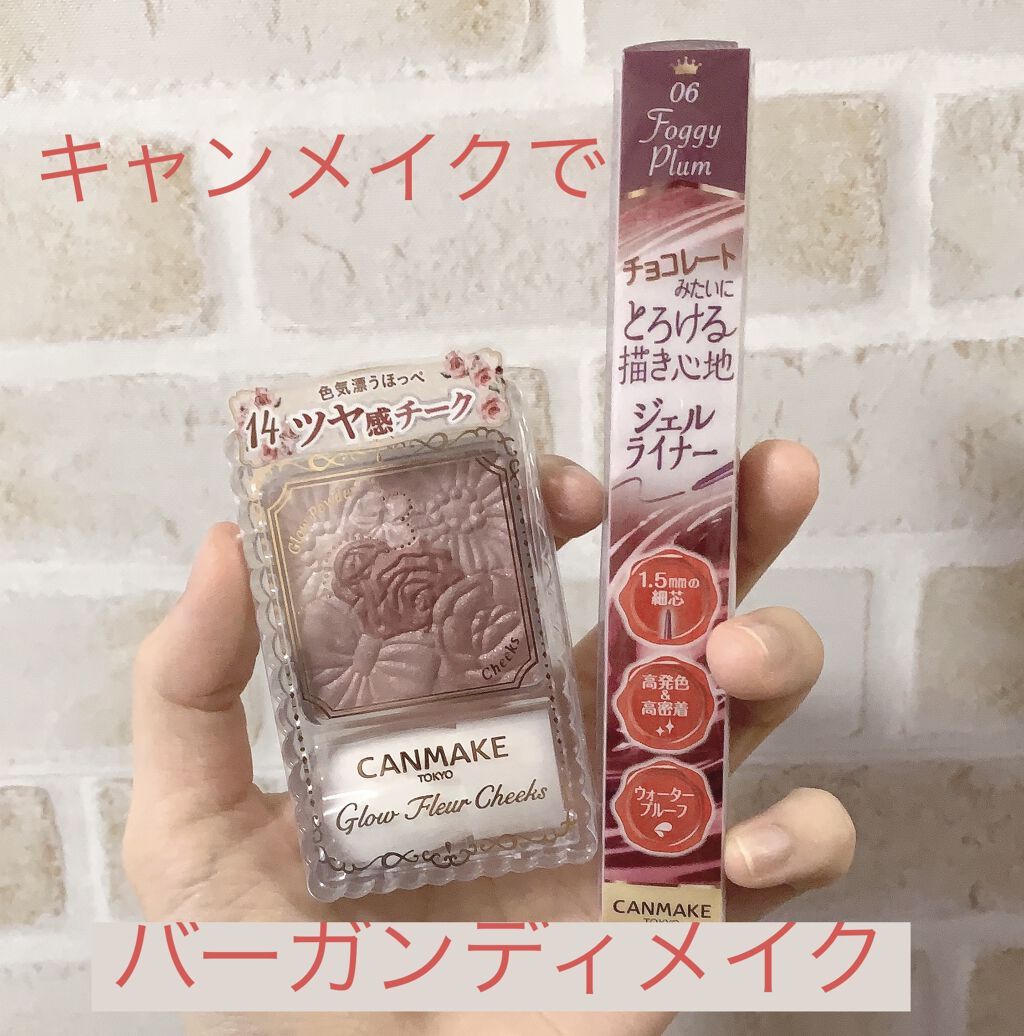 キャンメイクで
06
Foggy
Plum
チョコレート
みたいに
とろける
描き心地
ジェル
ライナー
1.5mmの
細芯
高発色
&
高密着
ウォーター
プルーフ
CANMAKE
TOKYO
色気漂うほっぺ
14 ツヤ感チーク
Glow Powder
Cheeks
CANMAKE
TOKYO
Glow Fleur Cheeks
バーガンディメイク